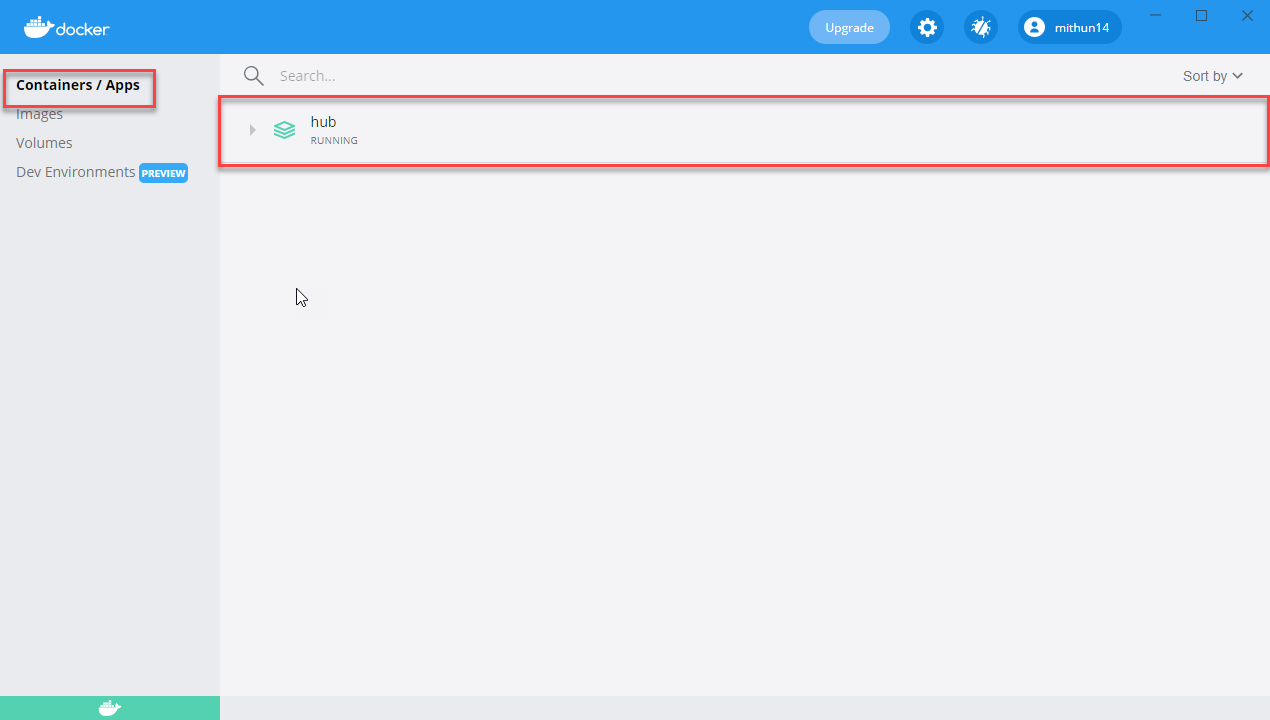 docker
Upgrade
mithun14
Containers / Apps
Images
Volumes
Dev Environments PREVIEW
Search...
Sort by
hub
RUNNING